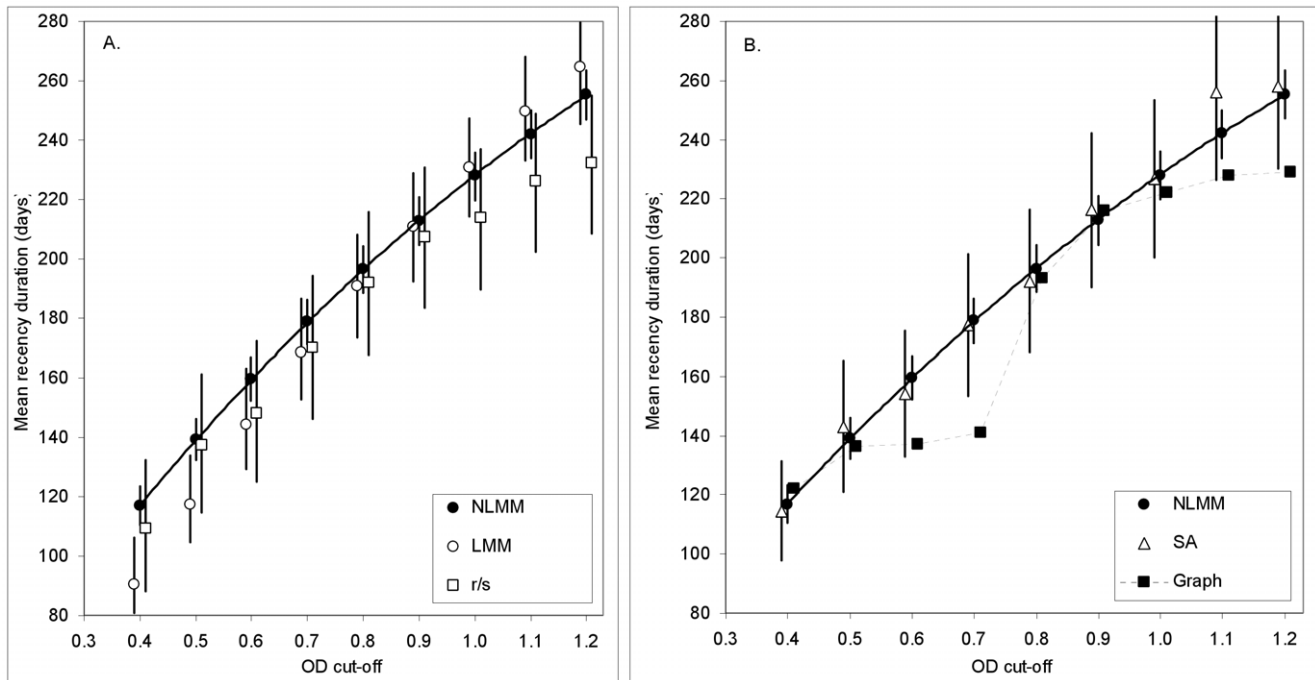 A.
Mean recency duration (days)
280
260
240
220
200
180
160
140
120
100
80
0.3 0.4 0.5 0.6 0.7 0.8 0.9 1.0 1.1 1.2
OD cut-off
NLMM
LMM
r/s
B.
Mean recency duration (days)
280
260
240
220
200
180
160
140
120
100
80
0.3 0.4 0.5 0.6 0.7 0.8 0.9 1.0 1.1 1.2
OD cut-off
NLMM
SA
Graph